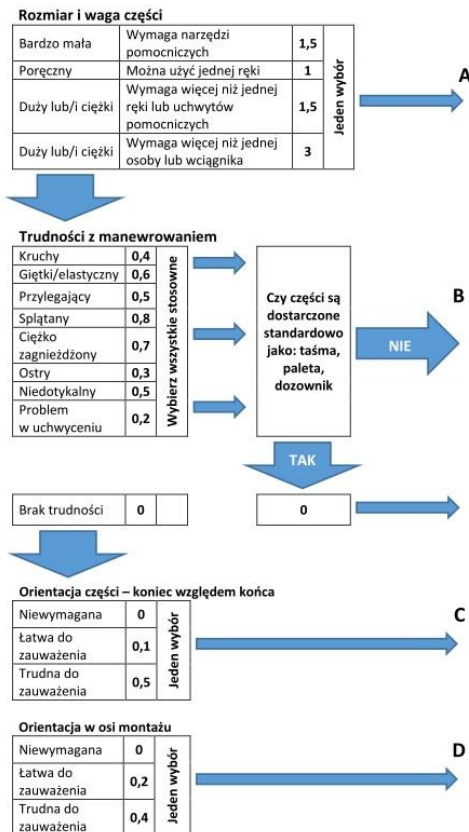 Rozmiar i waga części
Bardzo mała
Wymaga narzędzi
pomocniczych
1,5
Poręczny
Można użyć jednej ręki
1
Duży lub/i ciężki
Wymaga więcej niż jednej
ręki lub uchwytów
pomocniczych
1,5
Duży lub/i ciężki
Wymaga więcej niż jednej
osoby lub wciągnika
3
Jeden wybór
A
Trudności z manewrowaniem
Kruchy
0,4
Giętki/elastyczny
0,6
Przylegający
0,5
Splątany
0,8
Ciężko
zagnieżdżony
0,7
Ostry
0,3
Niedotykalny
0,5
Problem
w uchwyceniu
0,2
Wybierz wszystkie stosowne
Czy części są
dostarczone
standardowo
jako: taśma,
paleta,
dozownik
B
NIE
TAK
Brak trudności
0
0
Orientacja części – koniec względem końca
Niewymagana
0
Łatwa do
zauważenia
0,1
Trudna do
zauważenia
0,5
Jeden wybór
C
Orientacja w osi montażu
Niewymagana
0
Łatwa do
zauważenia
0,2
Trudna do
zauważenia
0,4
Jeden wybór
D